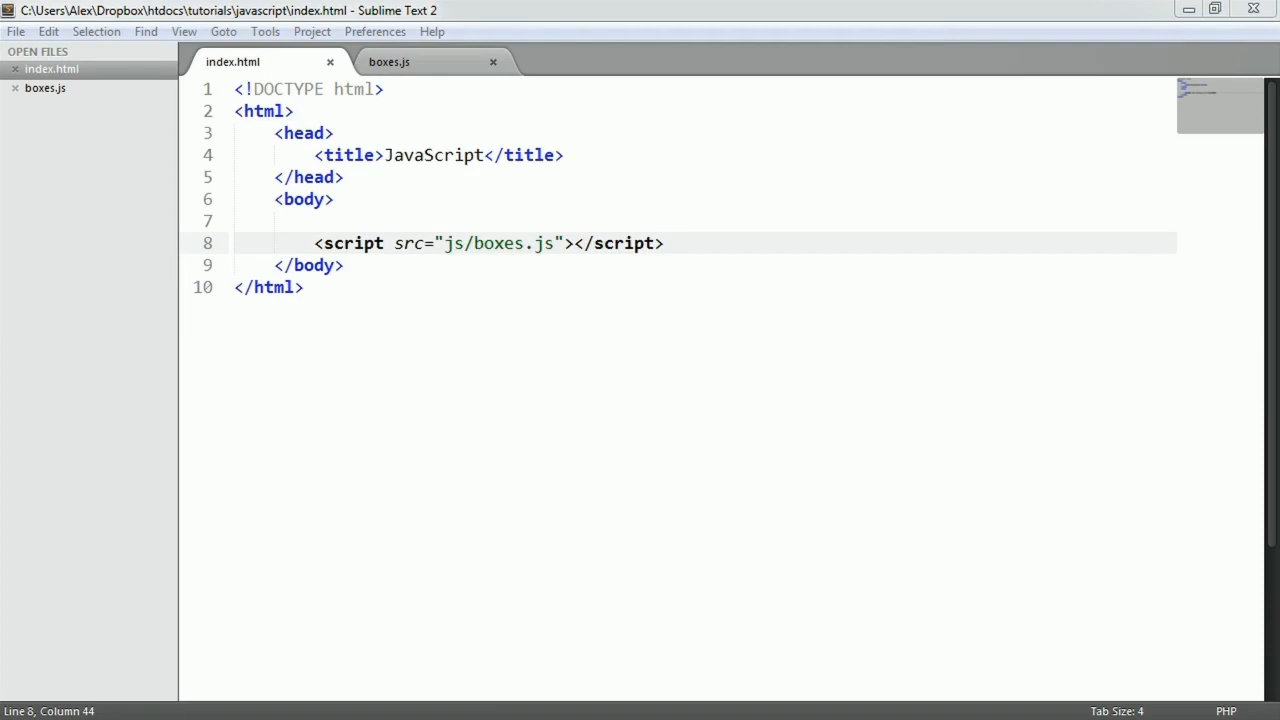 C:\Users\Alex\Dropbox\htdocs\tutorials\javascript\index.html - Sublime Text 2
File Edit Selection Find View Goto Tools Project Preferences Help
OPEN FILES
index.html
boxes.js
index.html boxes.js
1 <!DOCTYPE html>
2 <html>
3 <head>
4 <title>JavaScript</title>
5 </head>
6 <body>
7
8 <script src="js/boxes.js"></script>
9 </body>
10 </html>
Line 8, Column 44 Tab Size: 4 PHP